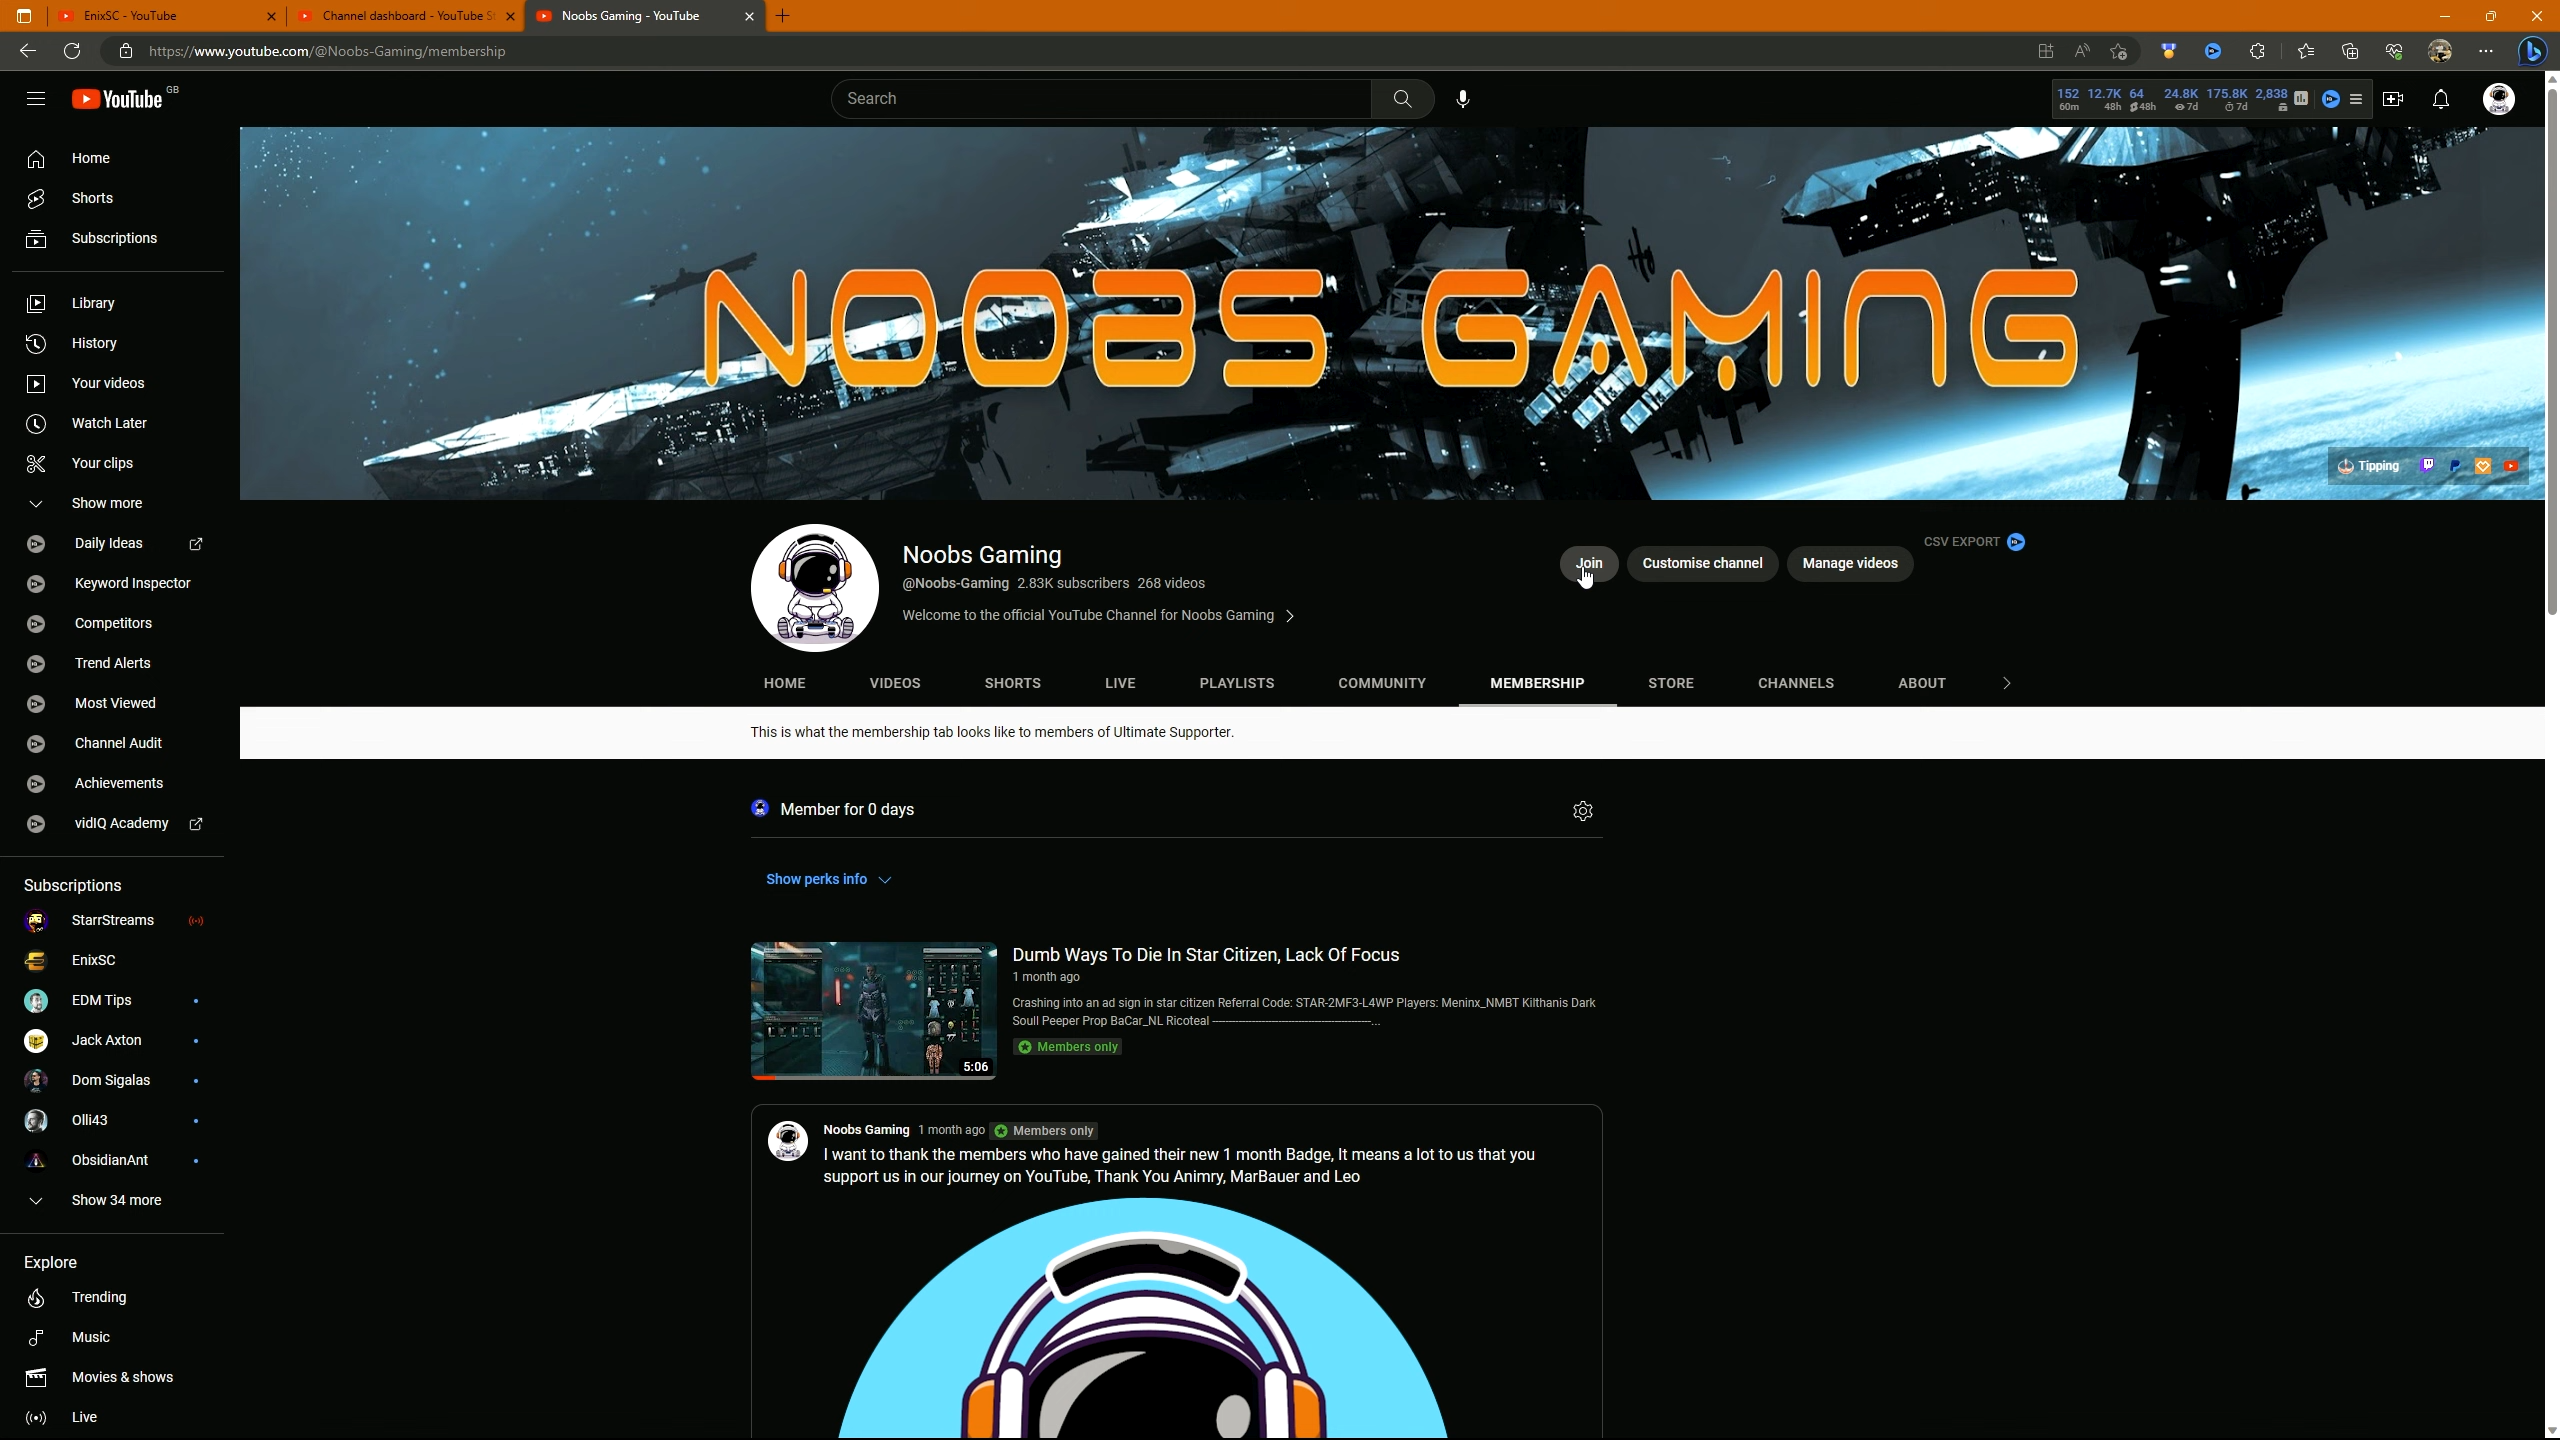 EnixSC - YouTube
Channel dashboard - YouTube St
Noobs Gaming - YouTube
https://www.youtube.com/@Noobs-Gaming/membership
YouTube GB
Search
152 12.7K 64 24.8K 175.8K 2,838
60m 48h 48h 7d 7d
Home
Shorts
Subscriptions
Library
History
Your videos
Watch Later
Your clips
Show more
Daily Ideas
Keyword Inspector
Competitors
Trend Alerts
Most Viewed
Channel Audit
Achievements
vidIQ Academy
Subscriptions
StarrStreams
EnixSC
EDM Tips
Jack Axton
Dom Sigalas
Olli43
ObsidianAnt
Show 34 more
Explore
Trending
Music
Movies & shows
Live
NOOBS GAMING
Tipping
Noobs Gaming
@Noobs-Gaming 2.83K subscribers 268 videos
Welcome to the official YouTube Channel for Noobs Gaming
Join
Customise channel
Manage videos
CSV EXPORT
HOME
VIDEOS
SHORTS
LIVE
PLAYLISTS
COMMUNITY
MEMBERSHIP
STORE
CHANNELS
ABOUT
This is what the membership tab looks like to members of Ultimate Supporter.
Member for 0 days
Show perks info
5:06
Dumb Ways To Die In Star Citizen, Lack Of Focus
1 month ago
Crashing into an ad sign in star citizen Referral Code: STAR-2MF3-L4WP Players: Meninx_NMBT Kilthanis Dark
Soull Peeper Prop BaCar_NL Ricoteal -----------------------------------------------...
Members only
Noobs Gaming 1 month ago Members only
I want to thank the members who have gained their new 1 month Badge, It means a lot to us that you
support us in our journey on YouTube, Thank You Animry, MarBauer and Leo